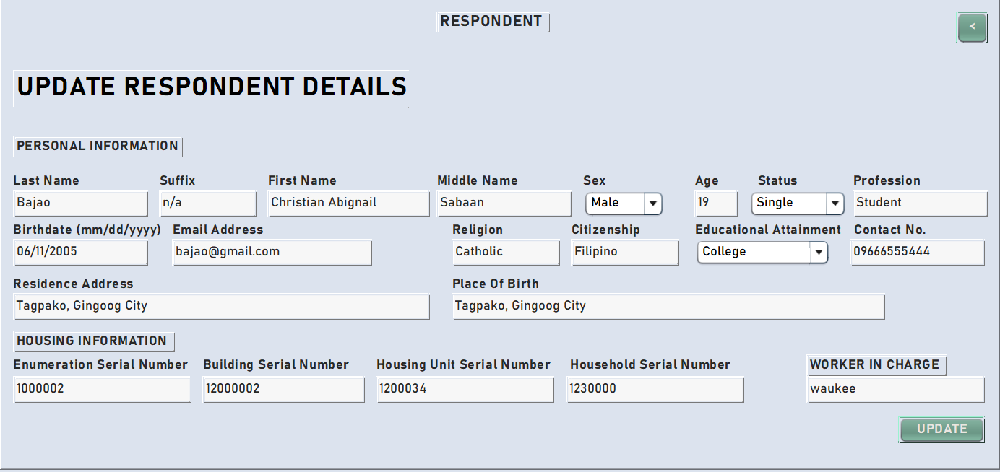 RESPONDENT
<
UPDATE RESPONDENT DETAILS
PERSONAL INFORMATION
Last Name Suffix First Name Middle Name Sex Age Status Profession
Bajao n/a Christian Abignail Sabaan Male 19 Single Student
Birthdate (mm/dd/yyyy) Email Address Religion Citizenship Educational Attainment Contact No.
06/11/2005 bajao@gmail.com Catholic Filipino College 09666555444
Residence Address Place Of Birth
Tagpako, Gingoog City Tagpako, Gingoog City
HOUSING INFORMATION
Enumeration Serial Number Building Serial Number Housing Unit Serial Number Household Serial Number WORKER IN CHARGE
1000002 12000002 1200034 1230000 waukee
UPDATE